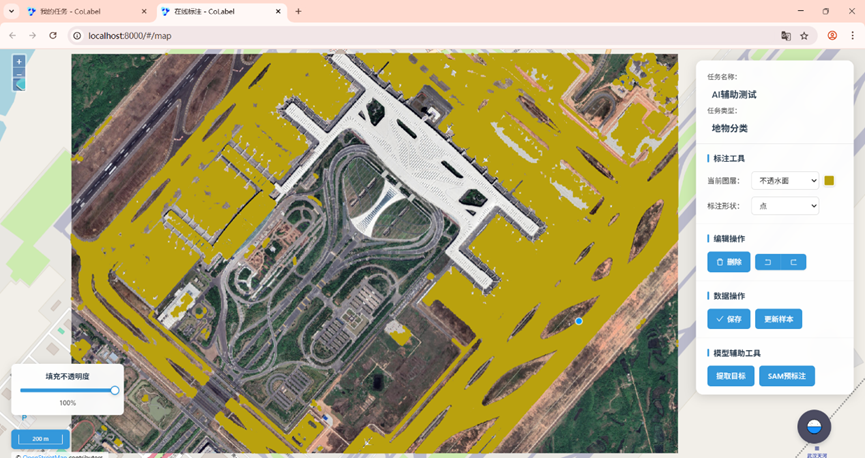 我的任务 - CoLabel
在线标注 - CoLabel
localhost:8000/#/map
任务名称:
AI辅助测试
任务类型:
地物分类
标注工具
当前图层:
不透水面
标注形状:
点
编辑操作
删除
数据操作
保存
更新样本
模型辅助工具
提取目标
SAM预标注
填充不透明度
100%
P
200 m
© OpenStreetMap contributors
武汉天河